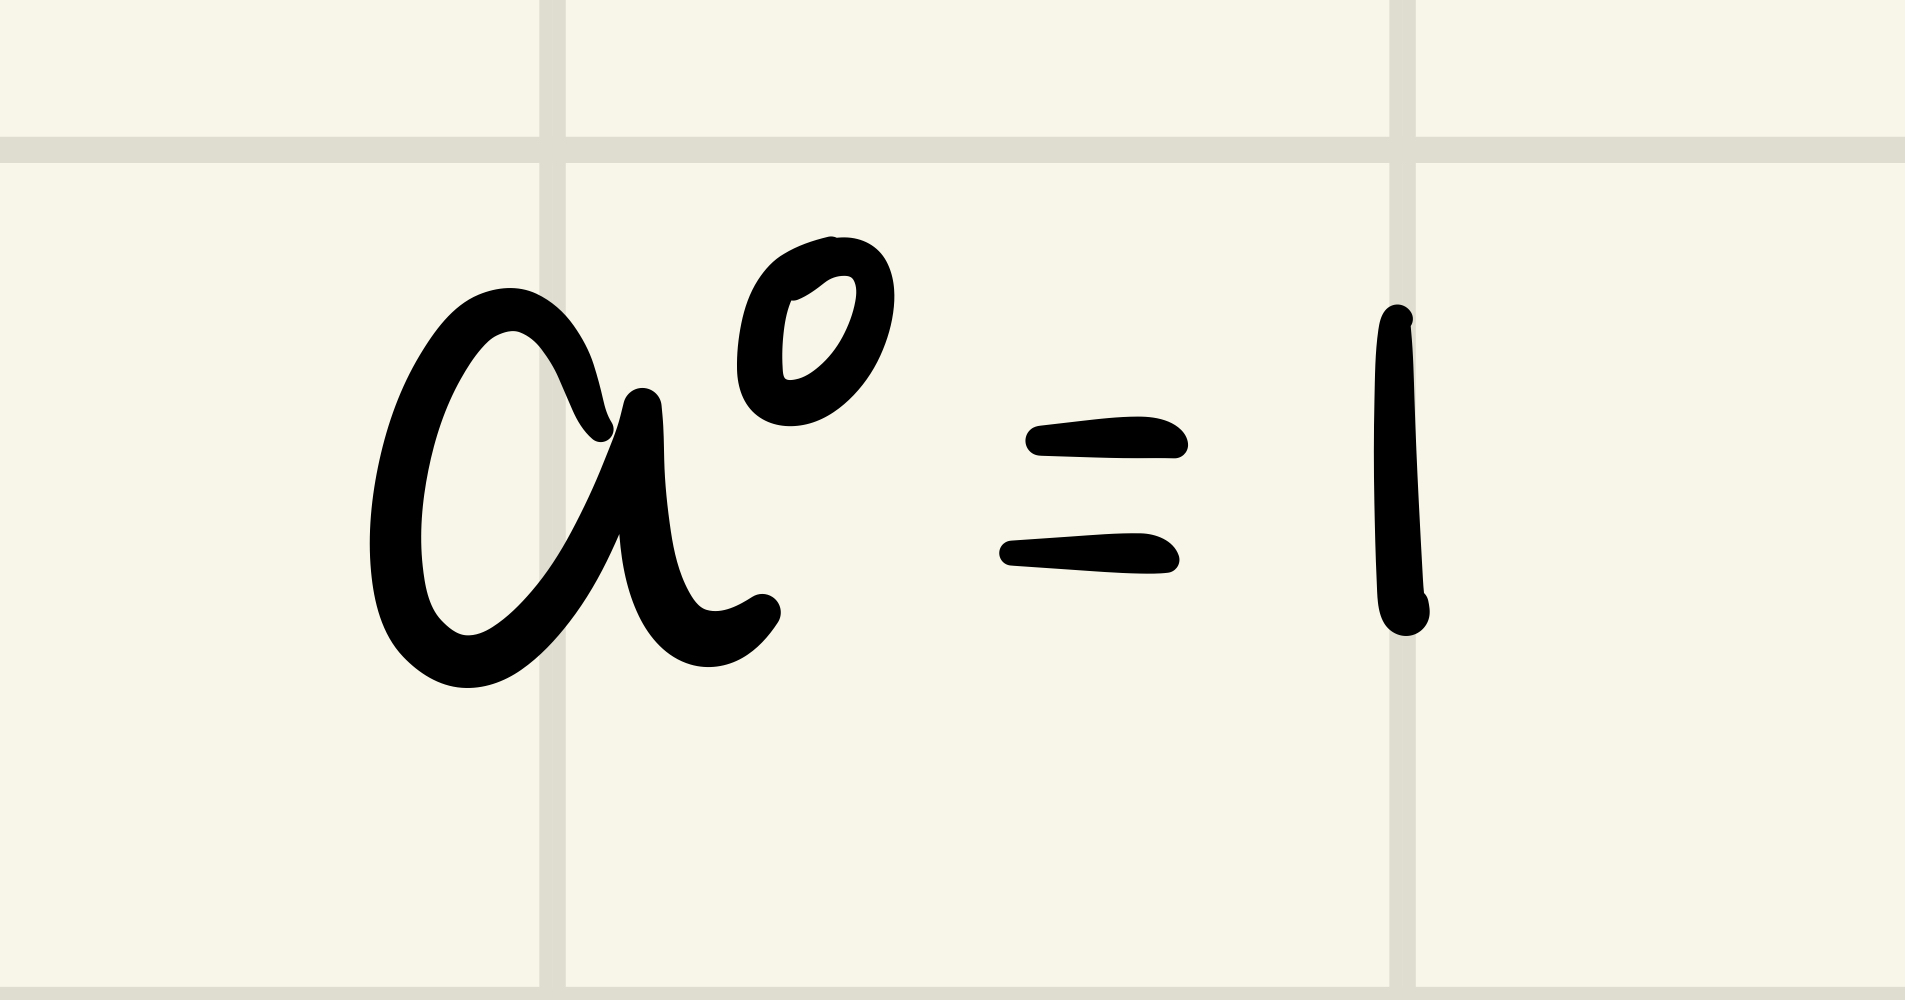 a⁰ = 1